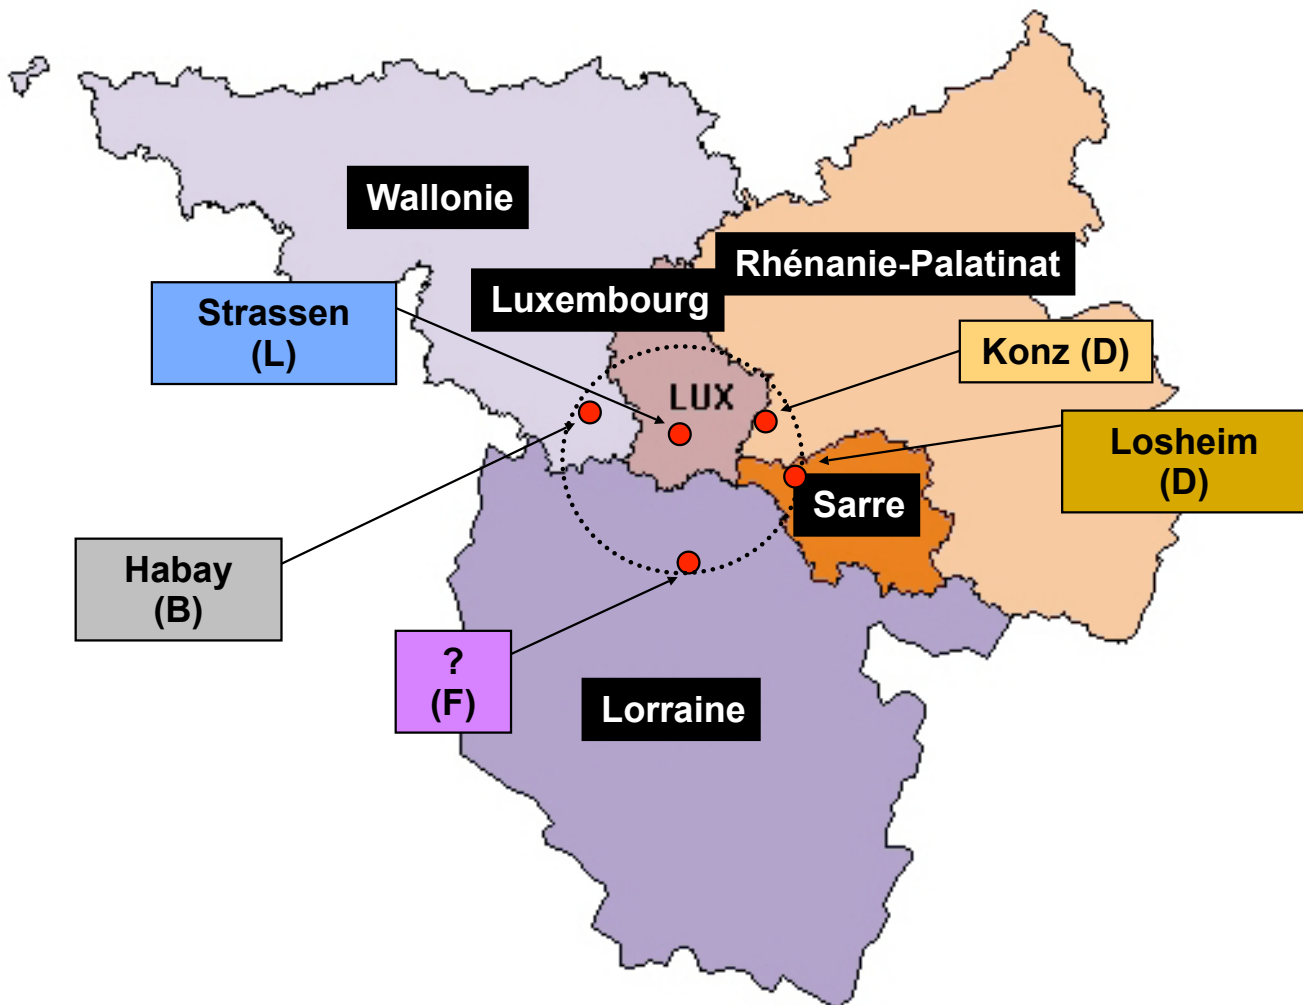 Wallonie
Rhénanie-Palatinat
Luxembourg
Strassen
(L)
Konz (D)
LUX
Losheim
(D)
Sarre
Habay
(B)
?
(F)
Lorraine